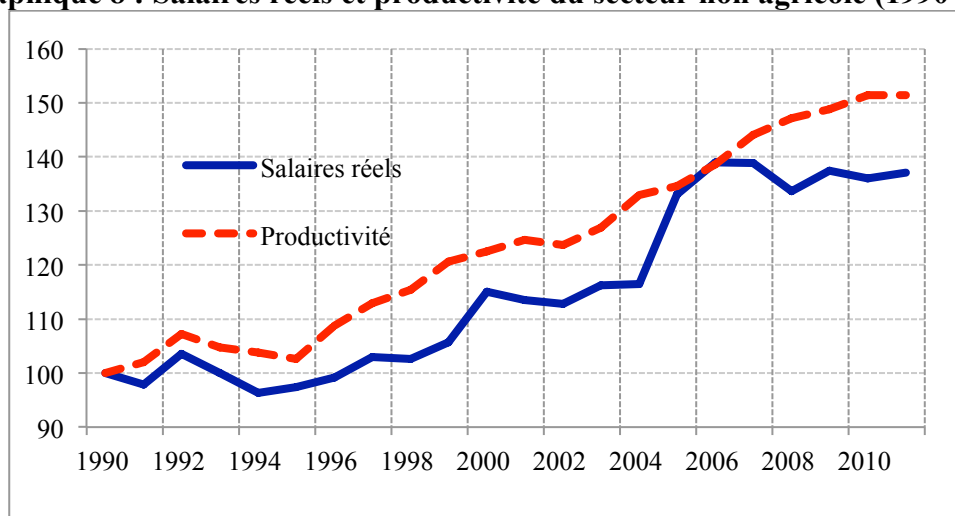 Salaires réels et productivité du secteur non agricole (1990
160
150
140
130
120
110
100
90
Salaires réels
Productivité
1990 1992 1994 1996 1998 2000 2002 2004 2006 2008 2010